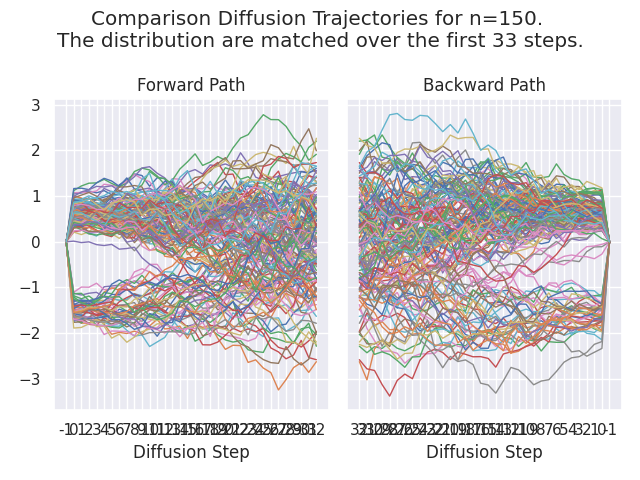 Comparison Diffusion Trajectories for n=150.
The distribution are matched over the first 33 steps.
Forward Path
Backward Path
3
2
1
0
−1
−2
−3
Diffusion Step
Diffusion Step